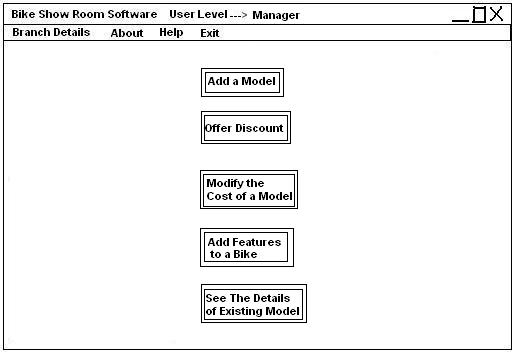 Bike Show Room Software User Level ---> Manager
Branch Details About Help Exit
Add a Model
Offer Discount
Modify the
Cost of a Model
Add Features
to a Bike
See The Details
of Existing Model